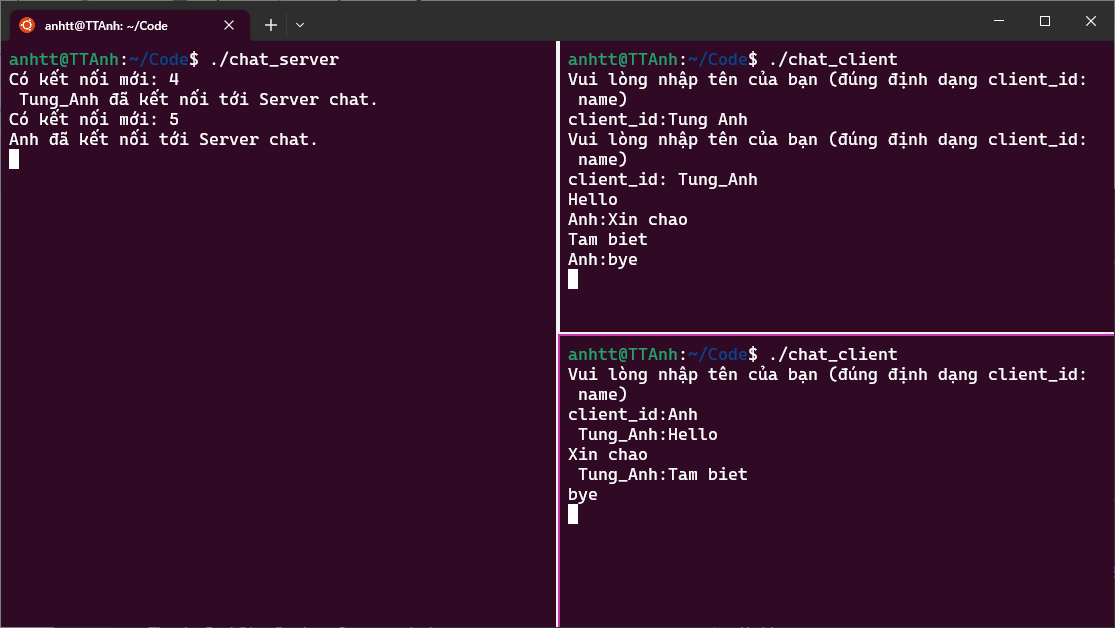 anhtt@TTAnh: ~/Code
anhtt@TTAnh:~/Code$ ./chat_server
Có kết nối mới: 4
 Tung_Anh đã kết nối tới Server chat.
Có kết nối mới: 5
Anh đã kết nối tới Server chat.
anhtt@TTAnh:~/Code$ ./chat_client
Vui lòng nhập tên của bạn (đúng định dạng client_id:
 name)
client_id:Tung Anh
Vui lòng nhập tên của bạn (đúng định dạng client_id:
 name)
client_id: Tung_Anh
Hello
Anh:Xin chao
Tam biet
Anh:bye
anhtt@TTAnh:~/Code$ ./chat_client
Vui lòng nhập tên của bạn (đúng định dạng client_id:
 name)
client_id:Anh
 Tung_Anh:Hello
Xin chao
 Tung_Anh:Tam biet
bye